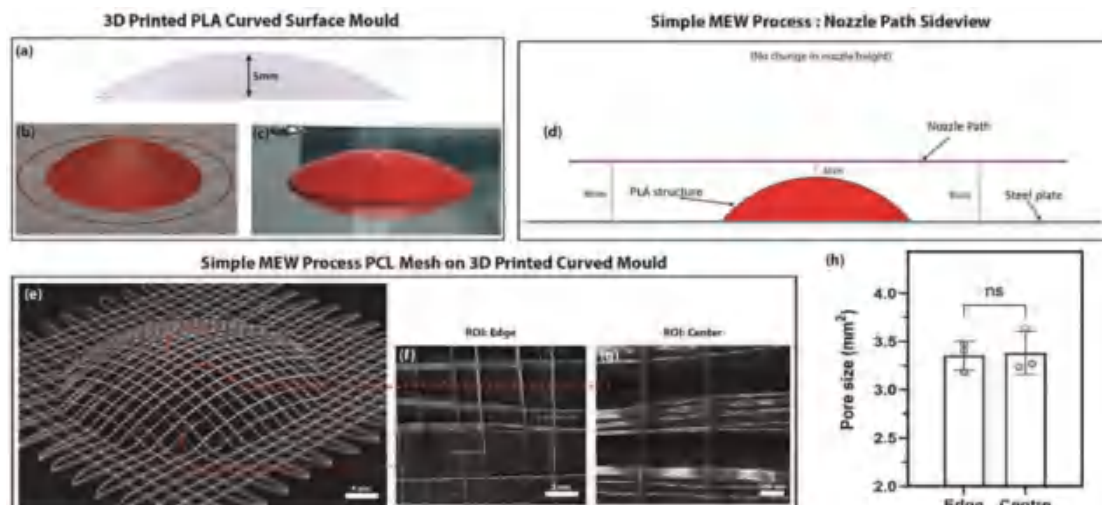 3D Printed PLA Curved Surface Mould
(a)
5mm
(b)
(c)
Simple MEW Process : Nozzle Path Sideview
(No change in nozzle height)
(d)
Nozzle Path
PLA structure
Steel plate
Simple MEW Process PCL Mesh on 3D Printed Curved Mould
(e)
ROI: Edge
(f)
ROI: Center
(g)
(h)
ns
4.0
3.5
3.0
2.5
2.0
Pore size (mm²)
Edge Centre